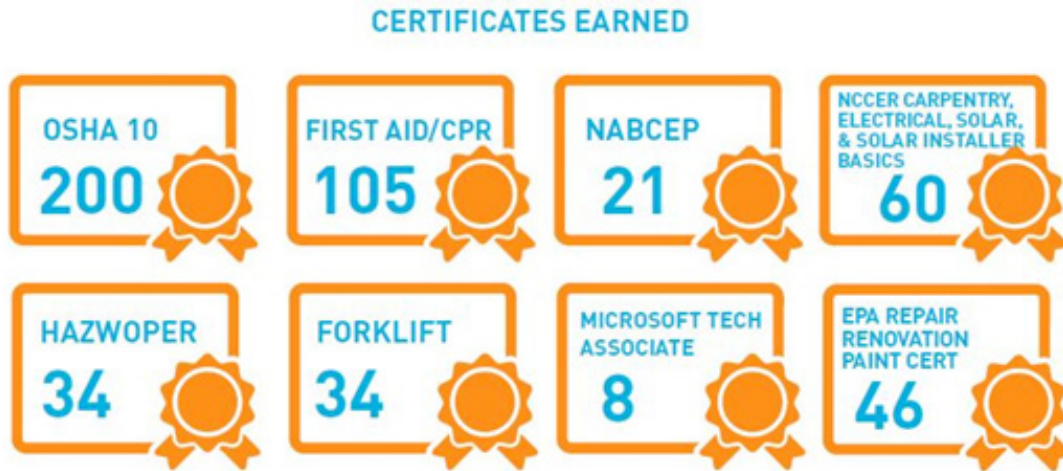 CERTIFICATES EARNED
OSHA 10
200
FIRST AID/CPR
105
NABCEP
21
NCCER CARPENTRY,
ELECTRICAL, SOLAR,
& SOLAR INSTALLER
BASICS
60
HAZWOPER
34
FORKLIFT
34
MICROSOFT TECH
ASSOCIATE
8
EPA REPAIR
RENOVATION
PAINT CERT
46